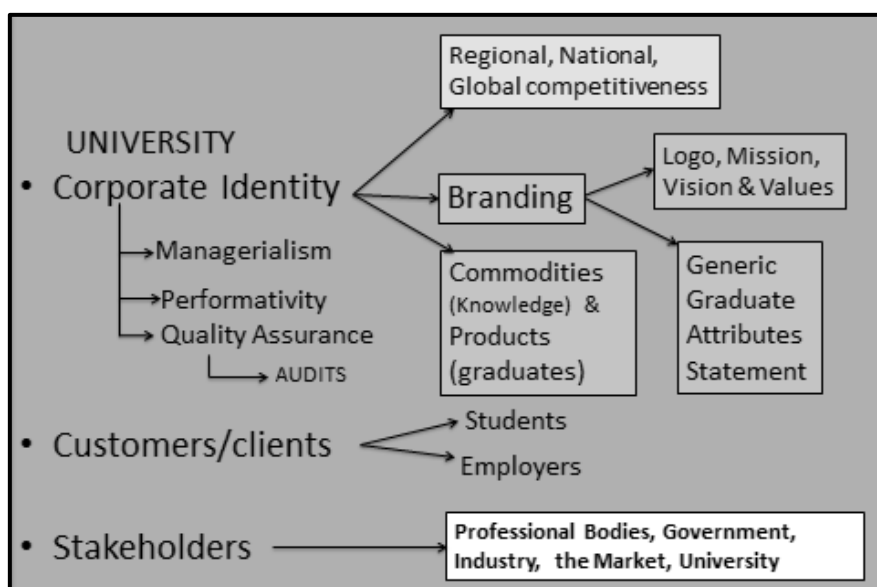 Regional, National,
Global competitiveness
UNIVERSITY
• Corporate Identity
Managerialism
Performativity
Quality Assurance
AUDITS
Branding
Logo, Mission,
Vision & Values
Commodities
(Knowledge) &
Products
(graduates)
Generic
Graduate
Attributes
Statement
• Customers/clients
Students
Employers
• Stakeholders
Professional Bodies, Government,
Industry, the Market, University